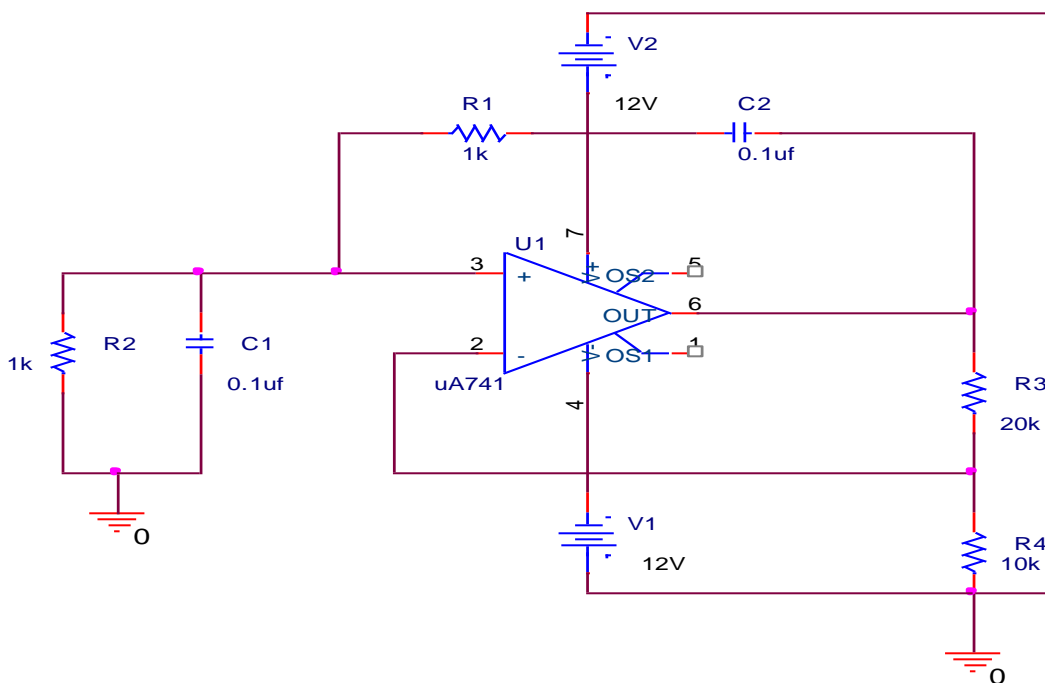 V2
12V
R1
1k
C2
0.1uf
U1
7
3
+
V+
OS2
5
OUT
6
2
-
V-
OS1
1
uA741
4
R2
1k
C1
0.1uf
0
R3
20k
V1
12V
R4
10k
0